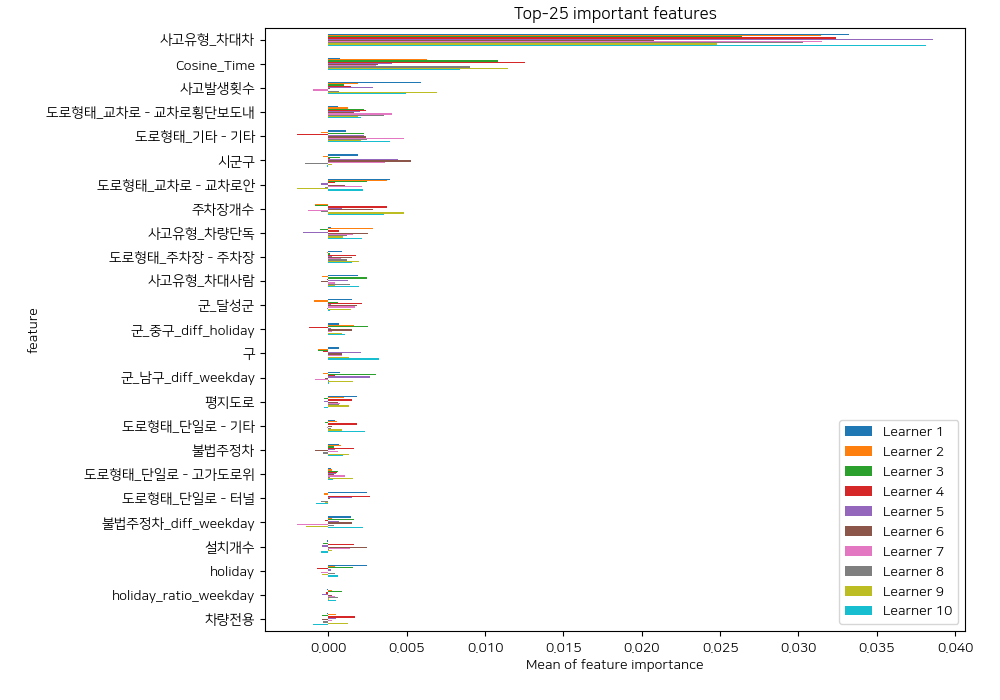 Top-25 important features
사고유형_차대차
Cosine_Time
사고발생횟수
도로형태_교차로 - 교차로횡단보도내
도로형태_기타 - 기타
시군구
도로형태_교차로 - 교차로안
주차장개수
사고유형_차량단독
도로형태_주차장 - 주차장
사고유형_차대사람
군_달성군
군_중구_diff_holiday
구
군_남구_diff_weekday
평지도로
도로형태_단일로 - 기타
불법주정차
도로형태_단일로 - 고가도로위
도로형태_단일로 - 터널
불법주정차_diff_weekday
설치개수
holiday
holiday_ratio_weekday
차량전용
feature
Learner 1
Learner 2
Learner 3
Learner 4
Learner 5
Learner 6
Learner 7
Learner 8
Learner 9
Learner 10
0.000 0.005 0.010 0.015 0.020 0.025 0.030 0.035 0.040
Mean of feature importance